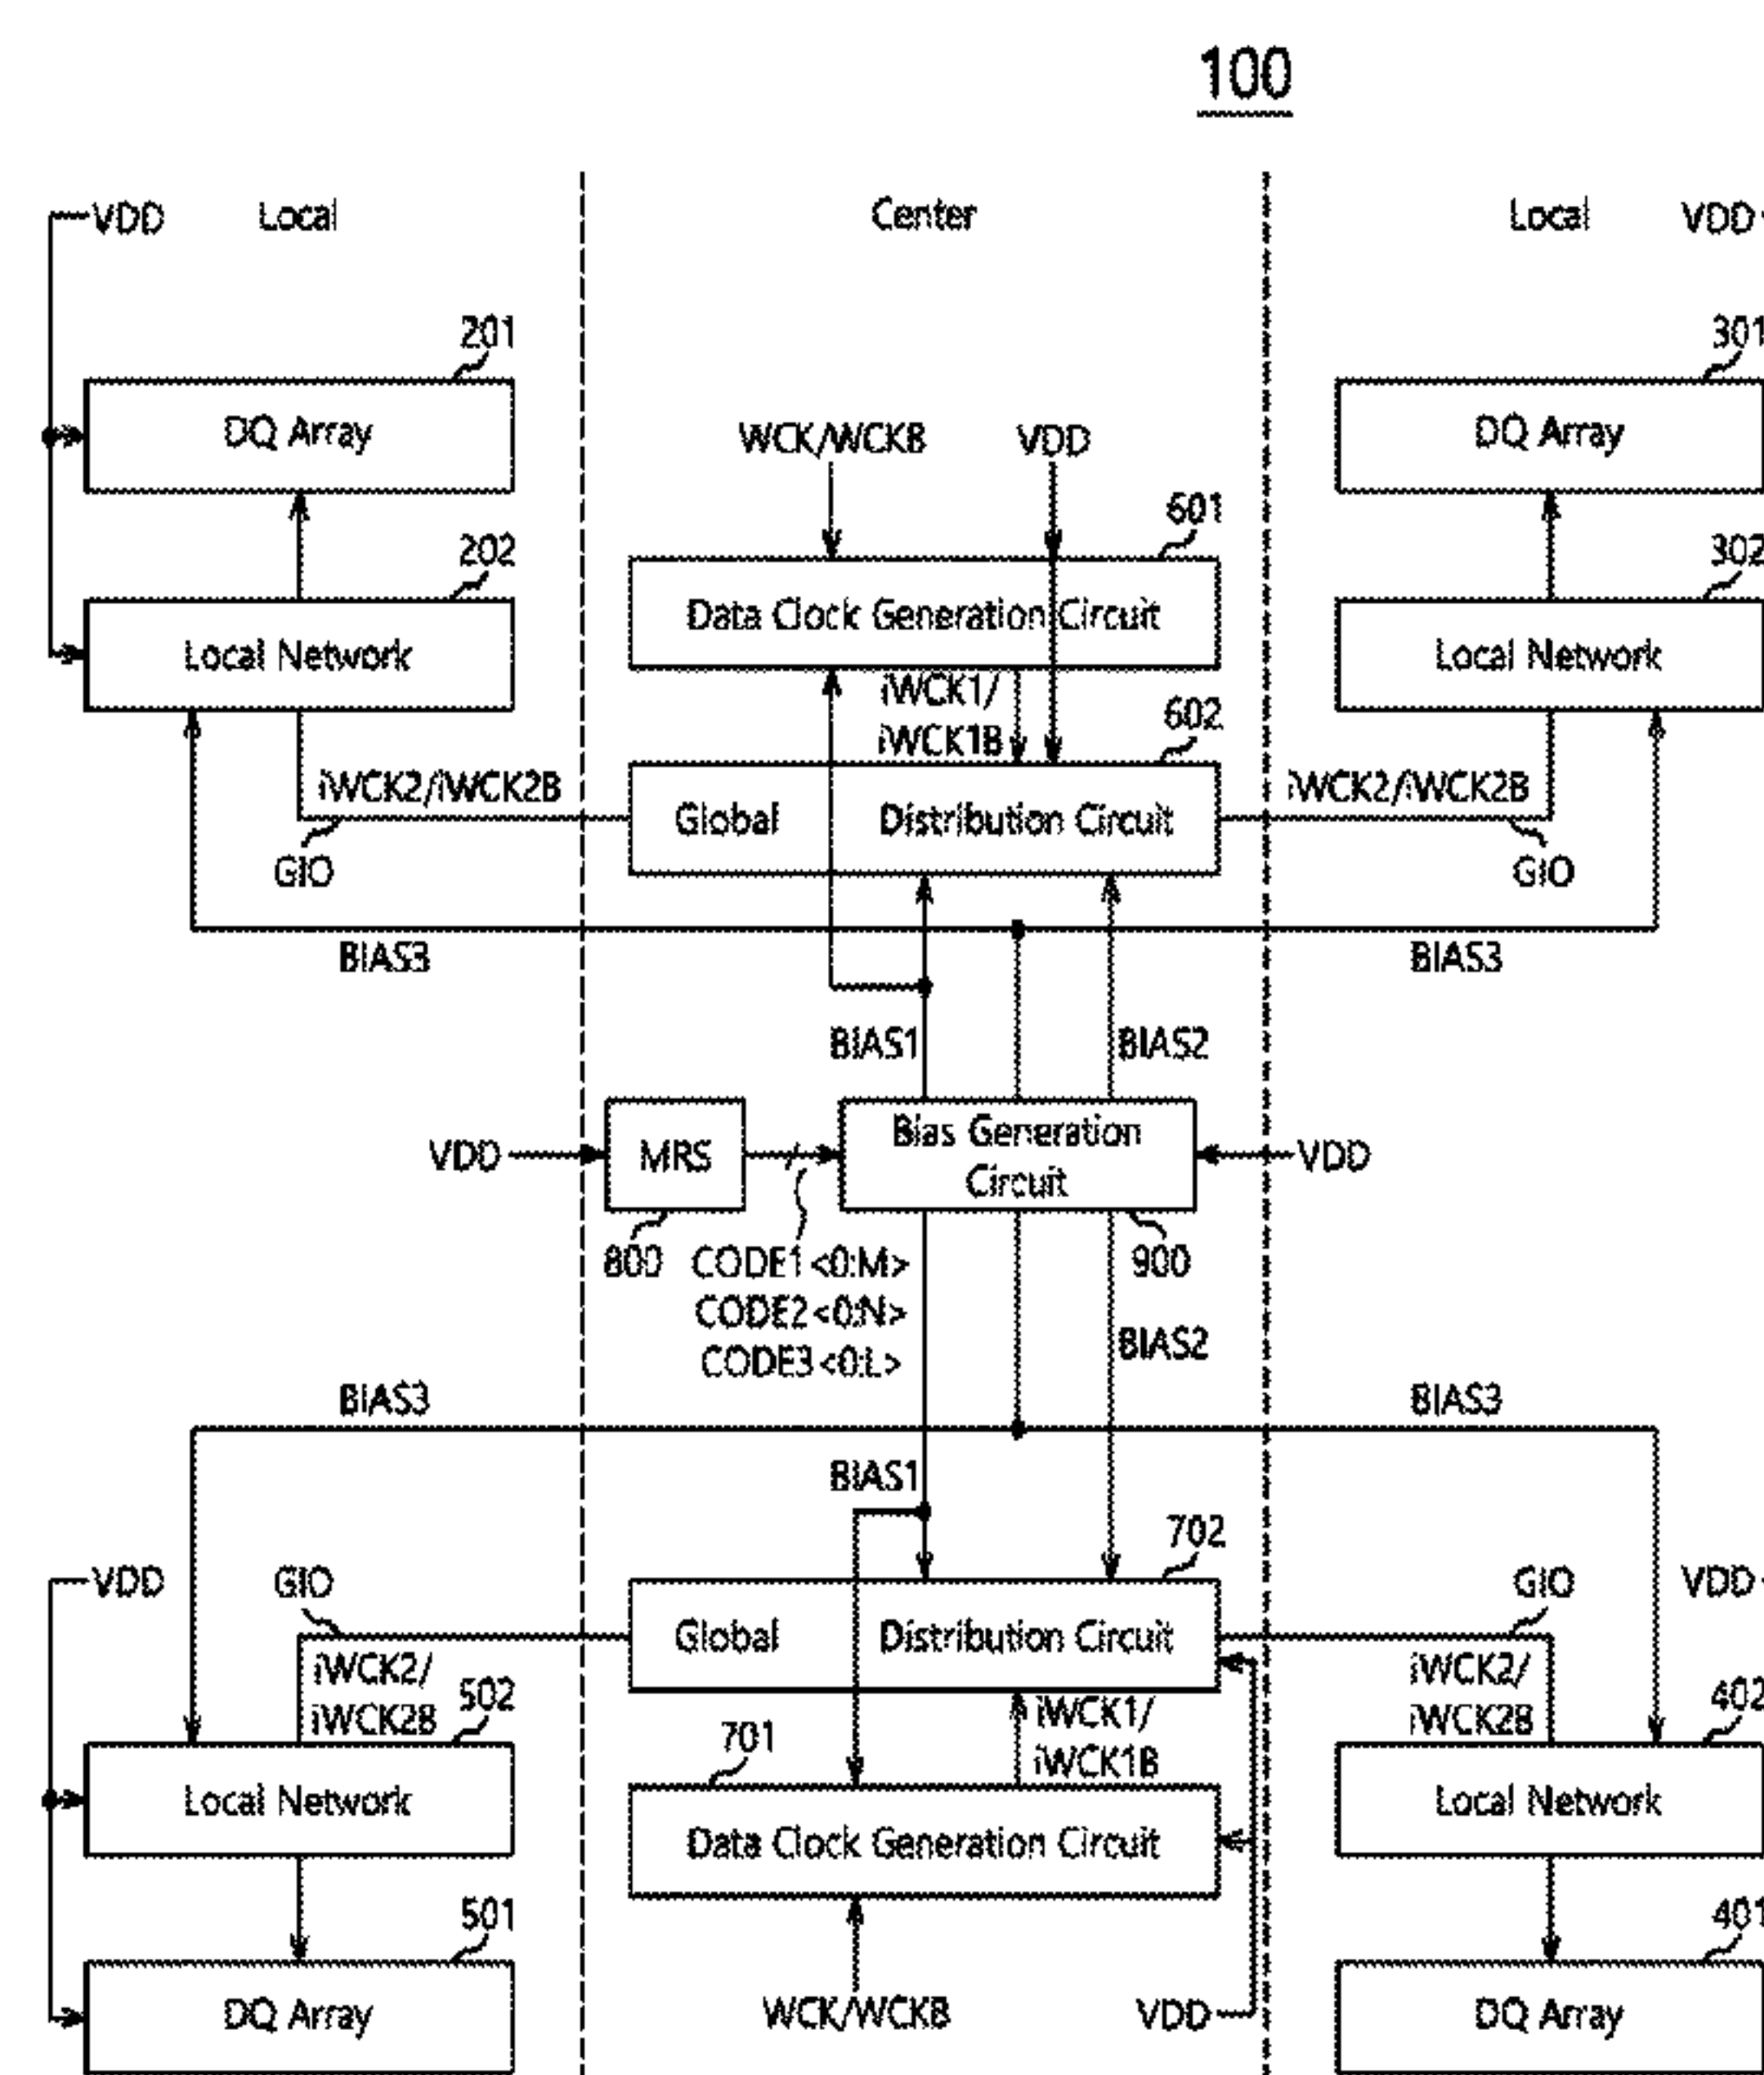 100
VDD Local Center Local VDD
201 301
DQ Array DQ Array
WCK/WCKB VDD
601
202 302
Data Clock Generation Circuit
Local Network Local Network
iWCK1/
iWCK1B
602
iWCK2/iWCK2B iWCK2/iWCK2B
Global Distribution Circuit
GIO GIO
BIAS3 BIAS3
BIAS1 BIAS2
VDD MRS Bias Generation VDD
Circuit
800 CODE1<0:M> 900
CODE2<0:N>
CODE3<0:L>
BIAS2
BIAS3 BIAS3
BIAS1
702
VDD GIO GIO VDD
Global Distribution Circuit
iWCK2/ iWCK2/
iWCK2B 502 iWCK2B 402
701 iWCK1/
iWCK1B
Local Network Local Network
Data Clock Generation Circuit
501 401
DQ Array WCK/WCKB VDD DQ Array